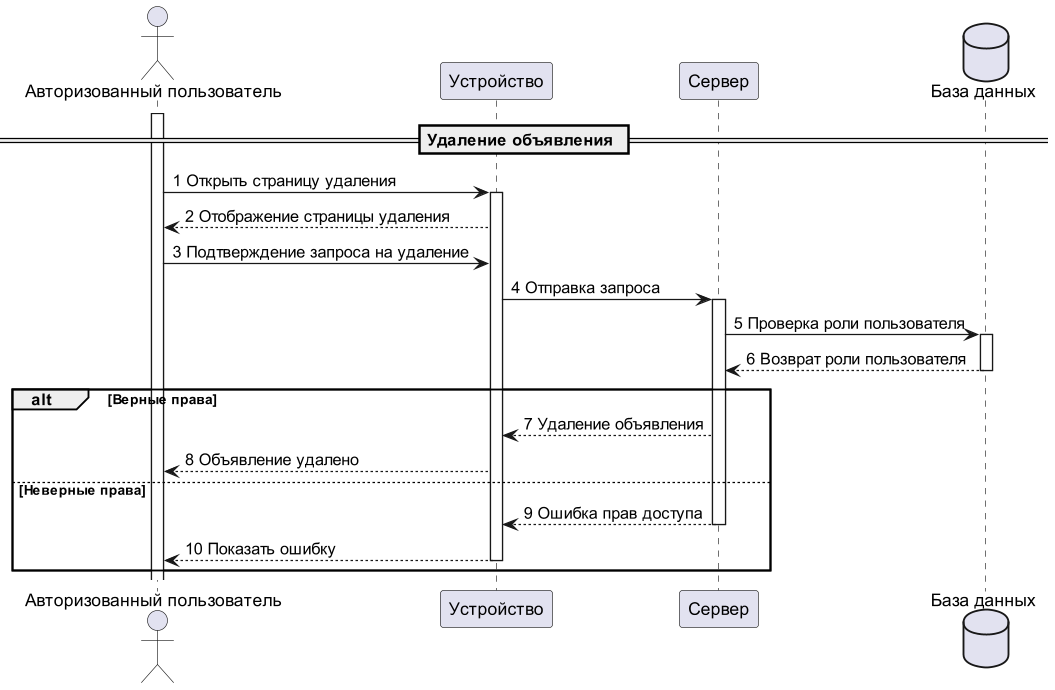 Авторизованный пользователь
Устройство
Сервер
База данных
Удаление объявления
1 Открыть страницу удаления
2 Отображение страницы удаления
3 Подтверждение запроса на удаление
4 Отправка запроса
5 Проверка роли пользователя
6 Возврат роли пользователя
alt [Верные права]
7 Удаление объявления
8 Объявление удалено
[Неверные права]
9 Ошибка прав доступа
10 Показать ошибку
Авторизованный пользователь
Устройство
Сервер
База данных